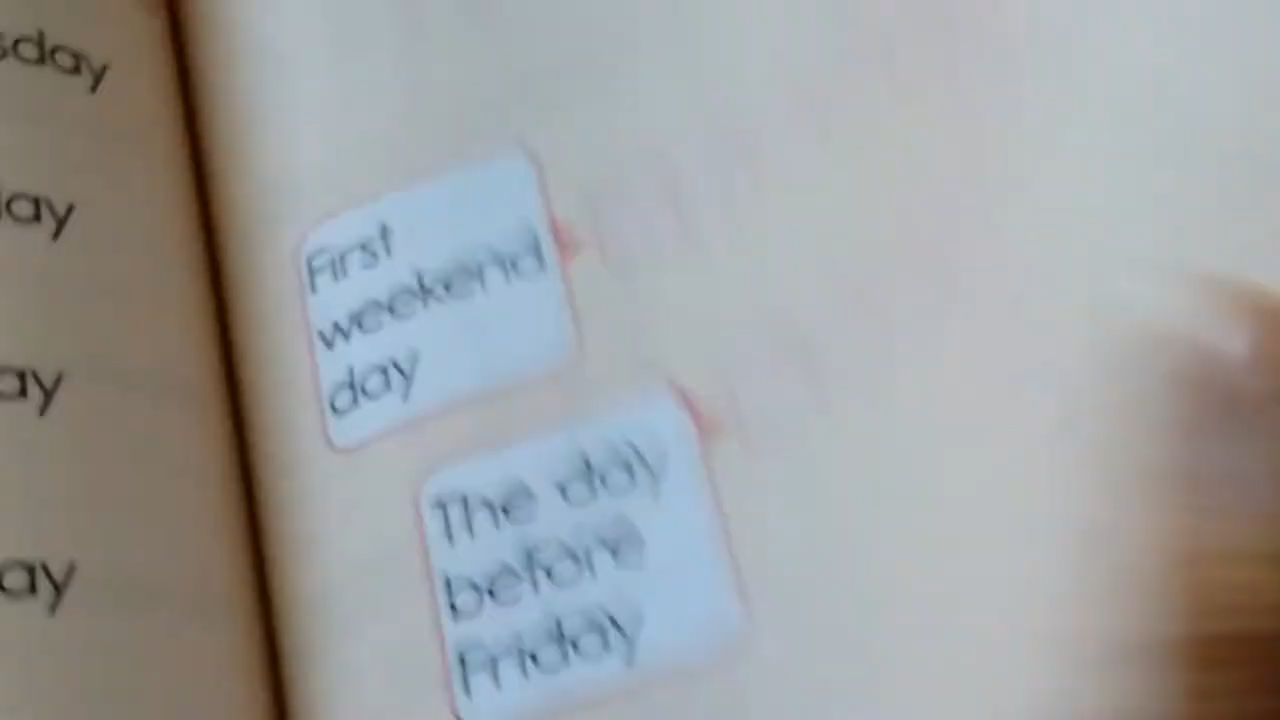 sday
ay
ay
ay
First
weekend
day
The day
before
Friday